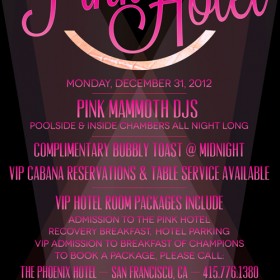 Pink
Hotel
MONDAY, DECEMBER 31, 2012
PINK MAMMOTH DJS
POOLSIDE & INSIDE CHAMBERS ALL NIGHT LONG
COMPLIMENTARY BUBBLY TOAST @ MIDNIGHT
VIP CABANA RESERVATIONS & TABLE SERVICE AVAILABLE
VIP HOTEL ROOM PACKAGES INCLUDE
ADMISSION TO THE PINK HOTEL
RECOVERY BREAKFAST, HOTEL PARKING
VIP ADMISSION TO BREAKFAST OF CHAMPIONS
TO BOOK A PACKAGE, PLEASE CALL:
THE PHOENIX HOTEL — SAN FRANCISCO, CA — 415.776.1380